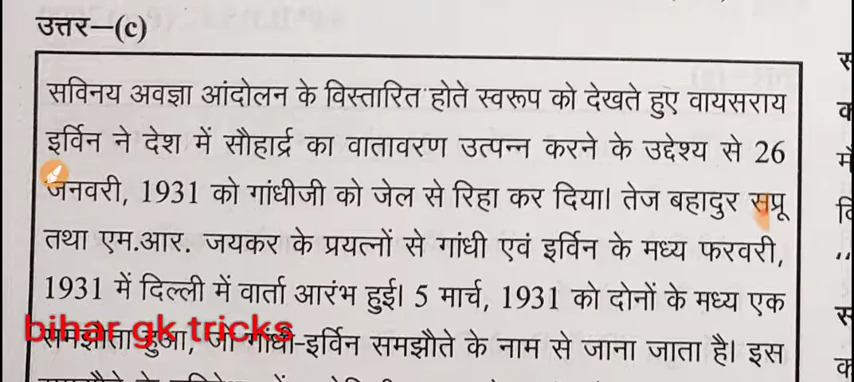 उत्तर–(c)
सविनय अवज्ञा आंदोलन के विस्तारित होते स्वरूप को देखते हुए वायसराय
इर्विन ने देश में सौहार्द्र का वातावरण उत्पन्न करने के उद्देश्य से 26
जनवरी, 1931 को गांधीजी को जेल से रिहा कर दिया। तेज बहादुर सप्रू
तथा एम.आर. जयकर के प्रयत्नों से गांधी एवं इर्विन के मध्य फरवरी,
1931 में दिल्ली में वार्ता आरंभ हुई। 5 मार्च, 1931 को दोनों के मध्य एक
समझौता हुआ, जो गांधी-इर्विन समझौते के नाम से जाना जाता है। इस
bihar gk tricks